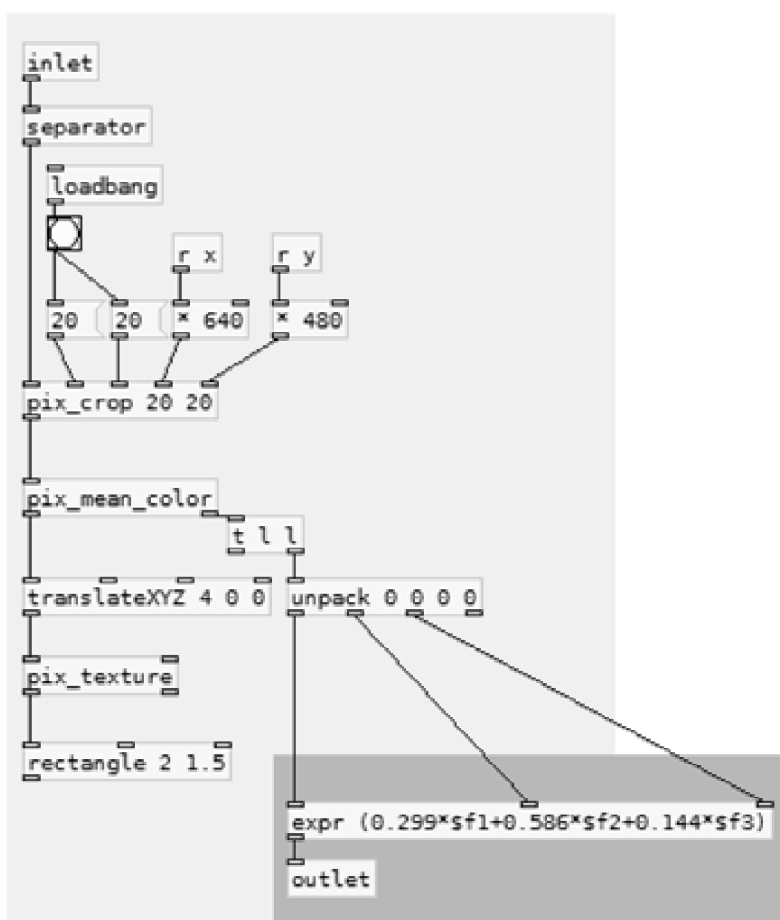 inlet
separator
loadbang
r x
r y
20
20
* 640
* 480
pix_crop 20 20
pix_mean_color
t l l
translateXYZ 4 0 0
unpack 0 0 0 0
pix_texture
rectangle 2 1.5
expr (0.299*$f1+0.586*$f2+0.144*$f3)
outlet